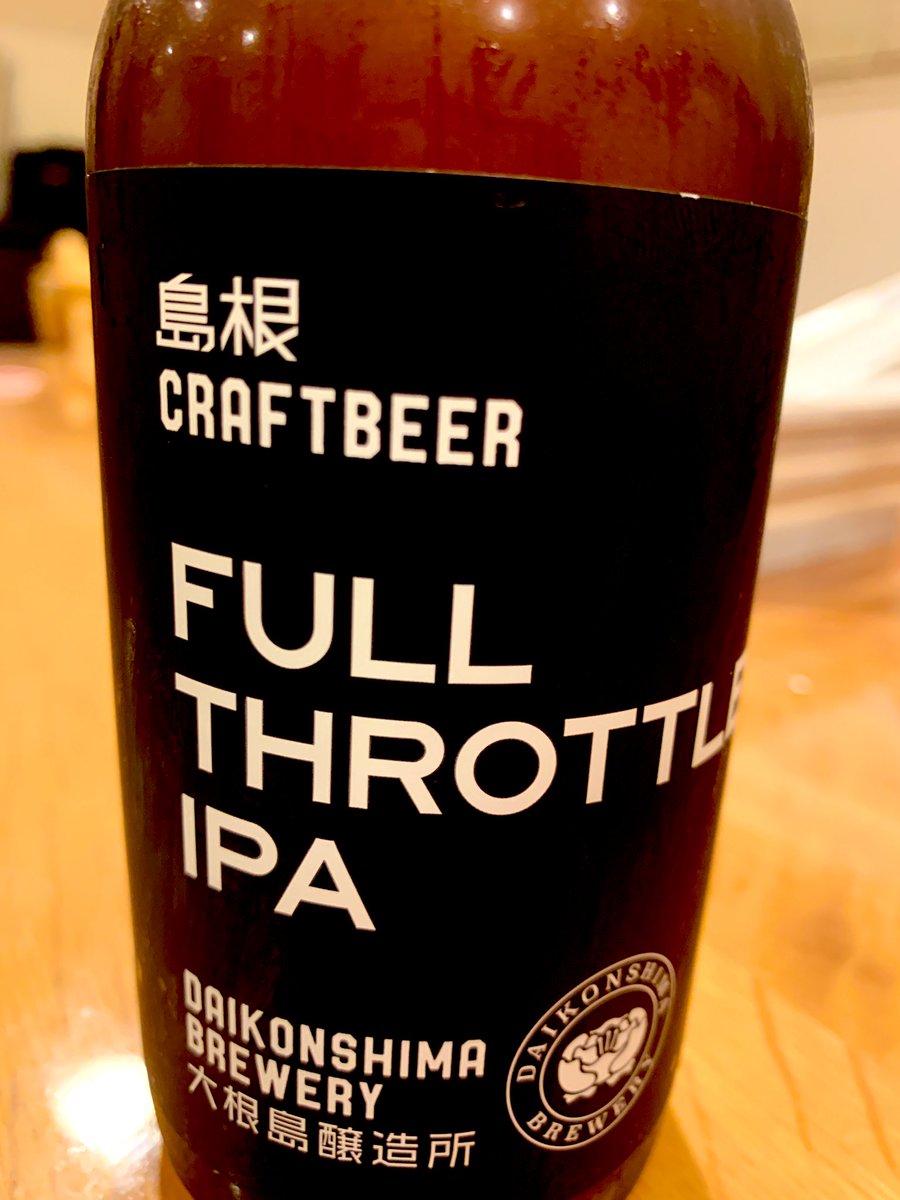 島根
CRAFTBEER
FULL
THROTTLE
IPA
DAIKONSHIMA
BREWERY
大根島醸造所
DAIKONSHIMA
BREWERY